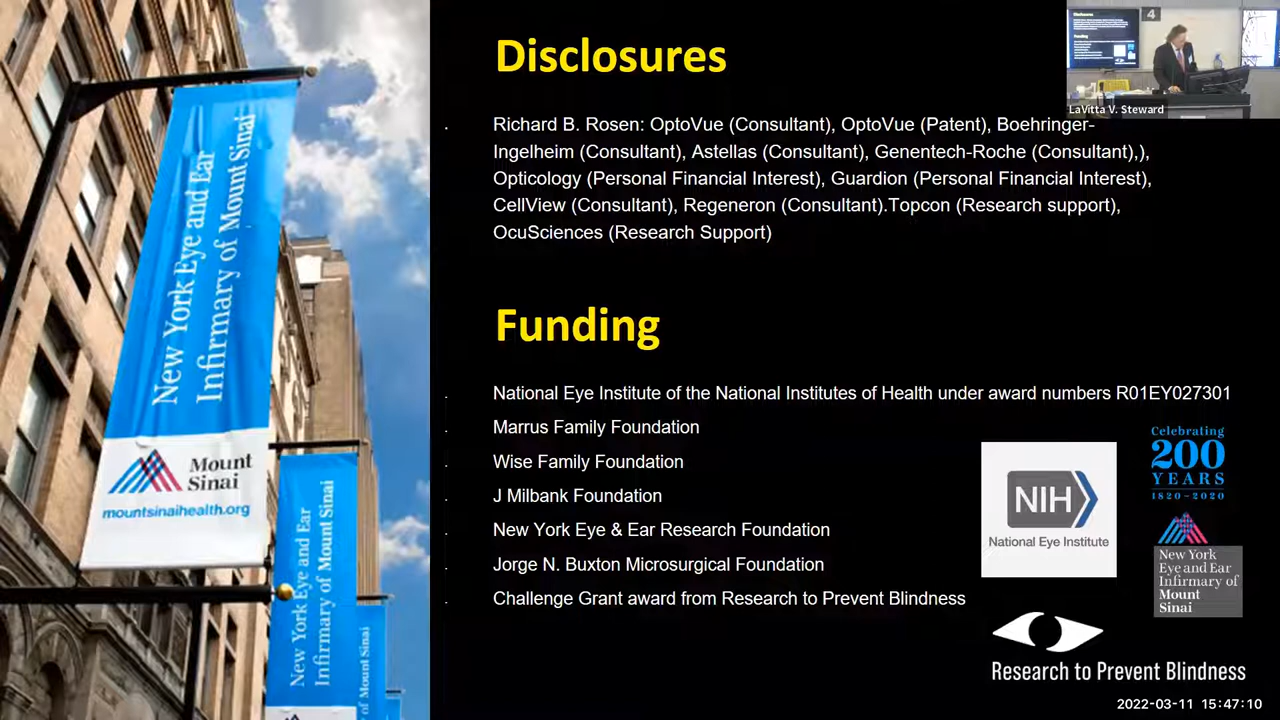 Disclosures
4
LaVitta V. Steward
Richard B. Rosen: OptoVue (Consultant), OptoVue (Patent), Boehringer-
Ingelheim (Consultant), Astellas (Consultant), Genentech-Roche (Consultant),),
Opticology (Personal Financial Interest), Guardion (Personal Financial Interest),
CellView (Consultant), Regeneron (Consultant).Topcon (Research support),
OcuSciences (Research Support)
Funding
National Eye Institute of the National Institutes of Health under award numbers R01EY027301
Marrus Family Foundation
Wise Family Foundation
J Milbank Foundation
New York Eye & Ear Research Foundation
Jorge N. Buxton Microsurgical Foundation
Challenge Grant award from Research to Prevent Blindness
New York Eye and Ear
Infirmary of Mount Sinai
Mount
Sinai
mountsinaihealth.org
New York Eye and Ear
Infirmary of Mount Sinai
NIH
National Eye Institute
Celebrating
200
YEARS
1820–2020
New York
Eye and Ear
Infirmary of
Mount
Sinai
Research to Prevent Blindness
2022-03-11 15:47:10